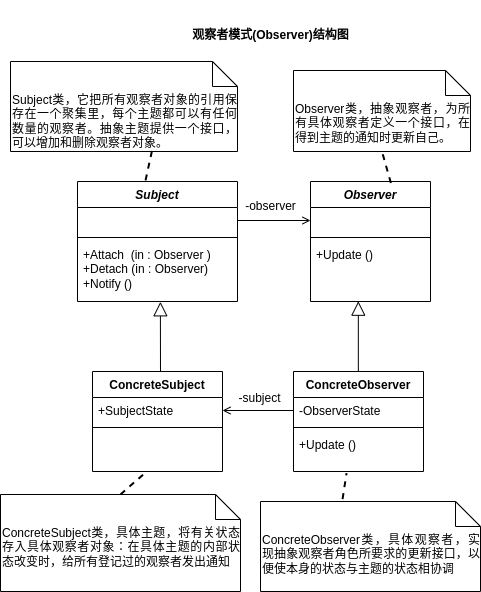 观察者模式(Observer)结构图
Subject类，它把所有观察者对象的引用保
存在一个聚集里，每个主题都可以有任何
数量的观察者。抽象主题提供一个接口，
可以增加和删除观察者对象。
Observer类，抽象观察者，为所
有具体观察者定义一个接口，在
得到主题的通知时更新自己。
Subject
-observer
Observer
+Attach (in : Observer )
+Detach (in : Observer)
+Notify ()
+Update ()
ConcreteSubject
+SubjectState
-subject
ConcreteObserver
-ObserverState
+Update ()
ConcreteSubject类，具体主题，将有关状态
存入具体观察者对象：在具体主题的内部状
态改变时，给所有登记过的观察者发出通知
ConcreteObserver类，具体观察者，实
现抽象观察者角色所要求的更新接口，以
便使本身的状态与主题的状态相协调